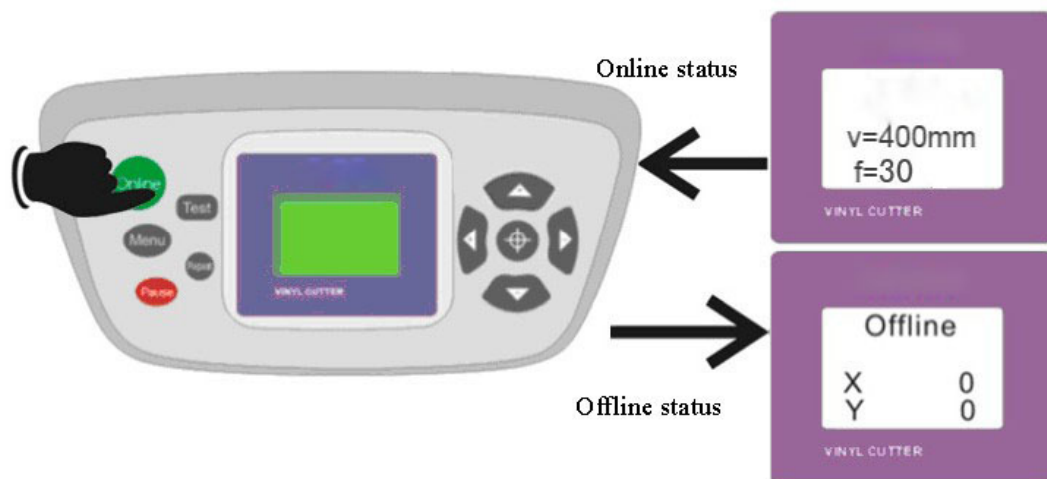 Online status
v=400mm
f=30
VINYL CUTTER
Online
Test
Menu
Repeat
Pause
VINYL CUTTER
Offline
X 0
Y 0
Offline status
VINYL CUTTER